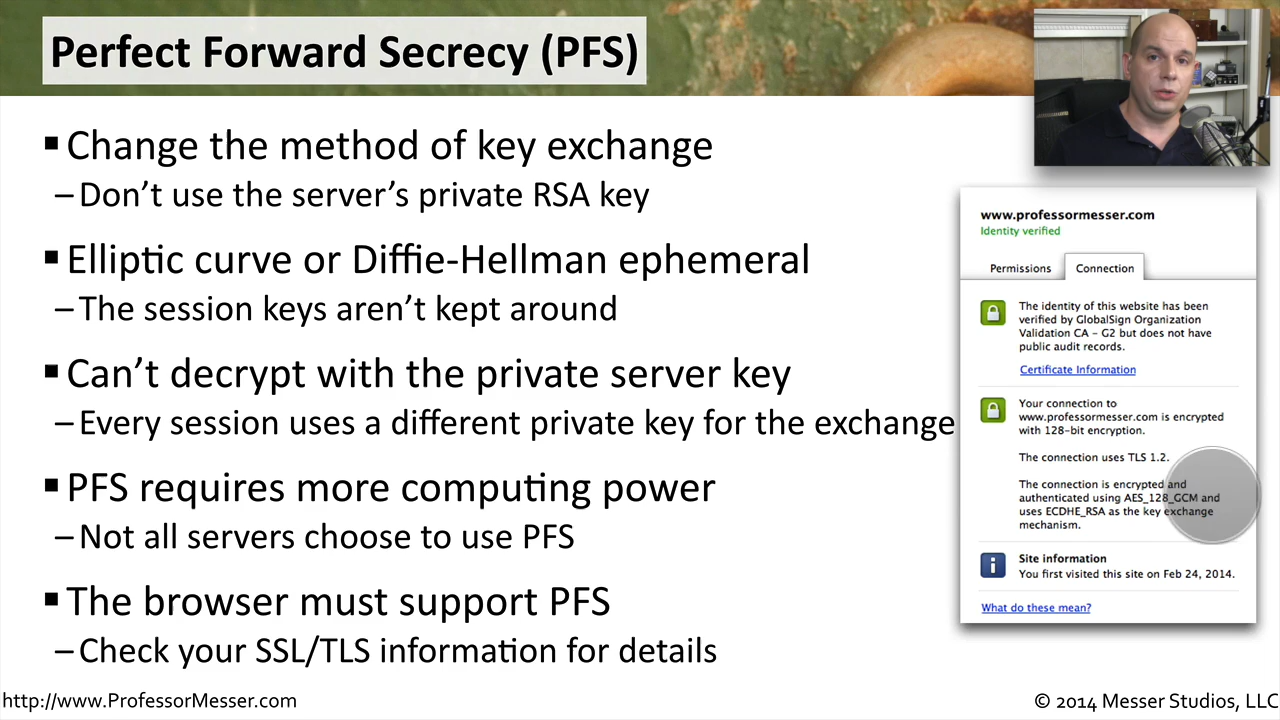 Perfect Forward Secrecy (PFS)
▪ Change the method of key exchange
– Don't use the server's private RSA key
▪ Elliptic curve or Diffie-Hellman ephemeral
– The session keys aren't kept around
▪ Can't decrypt with the private server key
– Every session uses a different private key for the exchange
▪ PFS requires more computing power
– Not all servers choose to use PFS
▪ The browser must support PFS
– Check your SSL/TLS information for details
www.professormesser.com
Identity verified
Permissions
Connection
The identity of this website has been
verified by GlobalSign Organization
Validation CA - G2 but does not have
public audit records.
Certificate Information
Your connection to
www.professormesser.com is encrypted
with 128-bit encryption.
The connection uses TLS 1.2.
The connection is encrypted and
authenticated using AES_128_GCM and
uses ECDHE_RSA as the key exchange
mechanism.
Site information
You first visited this site on Feb 24, 2014.
What do these mean?
http://www.ProfessorMesser.com
© 2014 Messer Studios, LLC